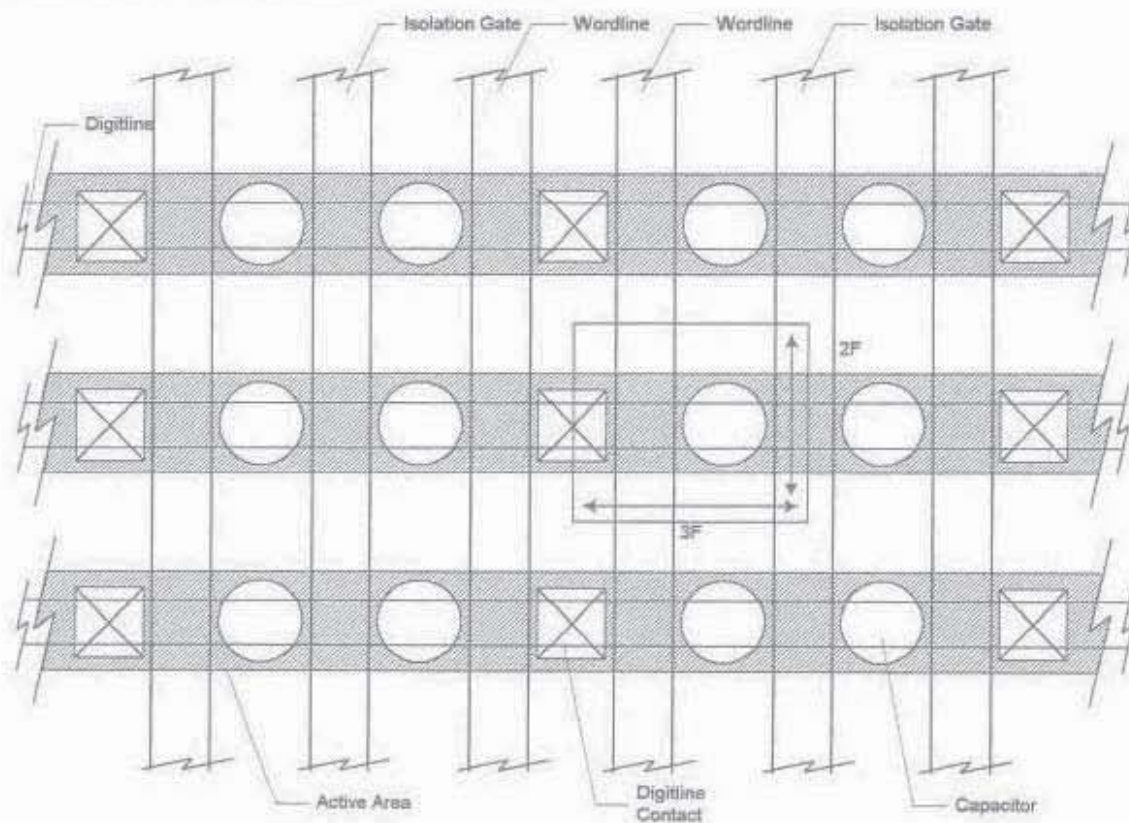 Isolation Gate
Wordline
Wordline
Isolation Gate
Digitline
2F
3F
Active Area
Digitline
Contact
Capacitor